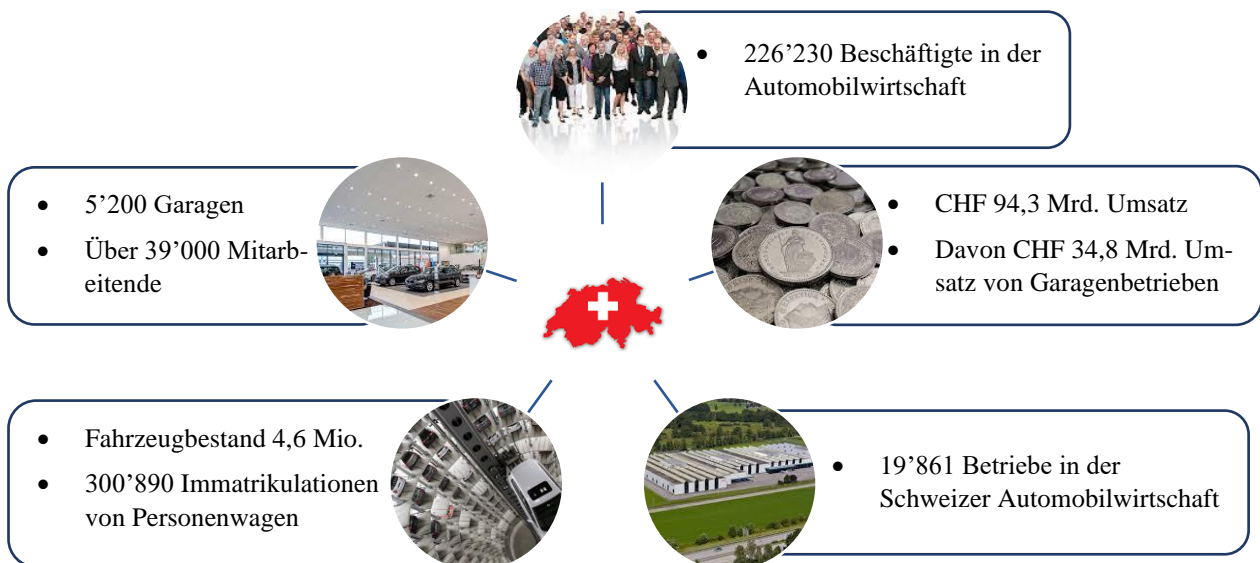 226’230 Beschäftigte in der
Automobilwirtschaft
5’200 Garagen
Über 39’000 Mitarb-
eitende
CHF 94,3 Mrd. Umsatz
Davon CHF 34,8 Mrd. Um-
satz von Garagenbetrieben
Fahrzeugbestand 4,6 Mio.
300’890 Immatrikulationen
von Personenwagen
19’861 Betriebe in der
Schweizer Automobilwirtschaft